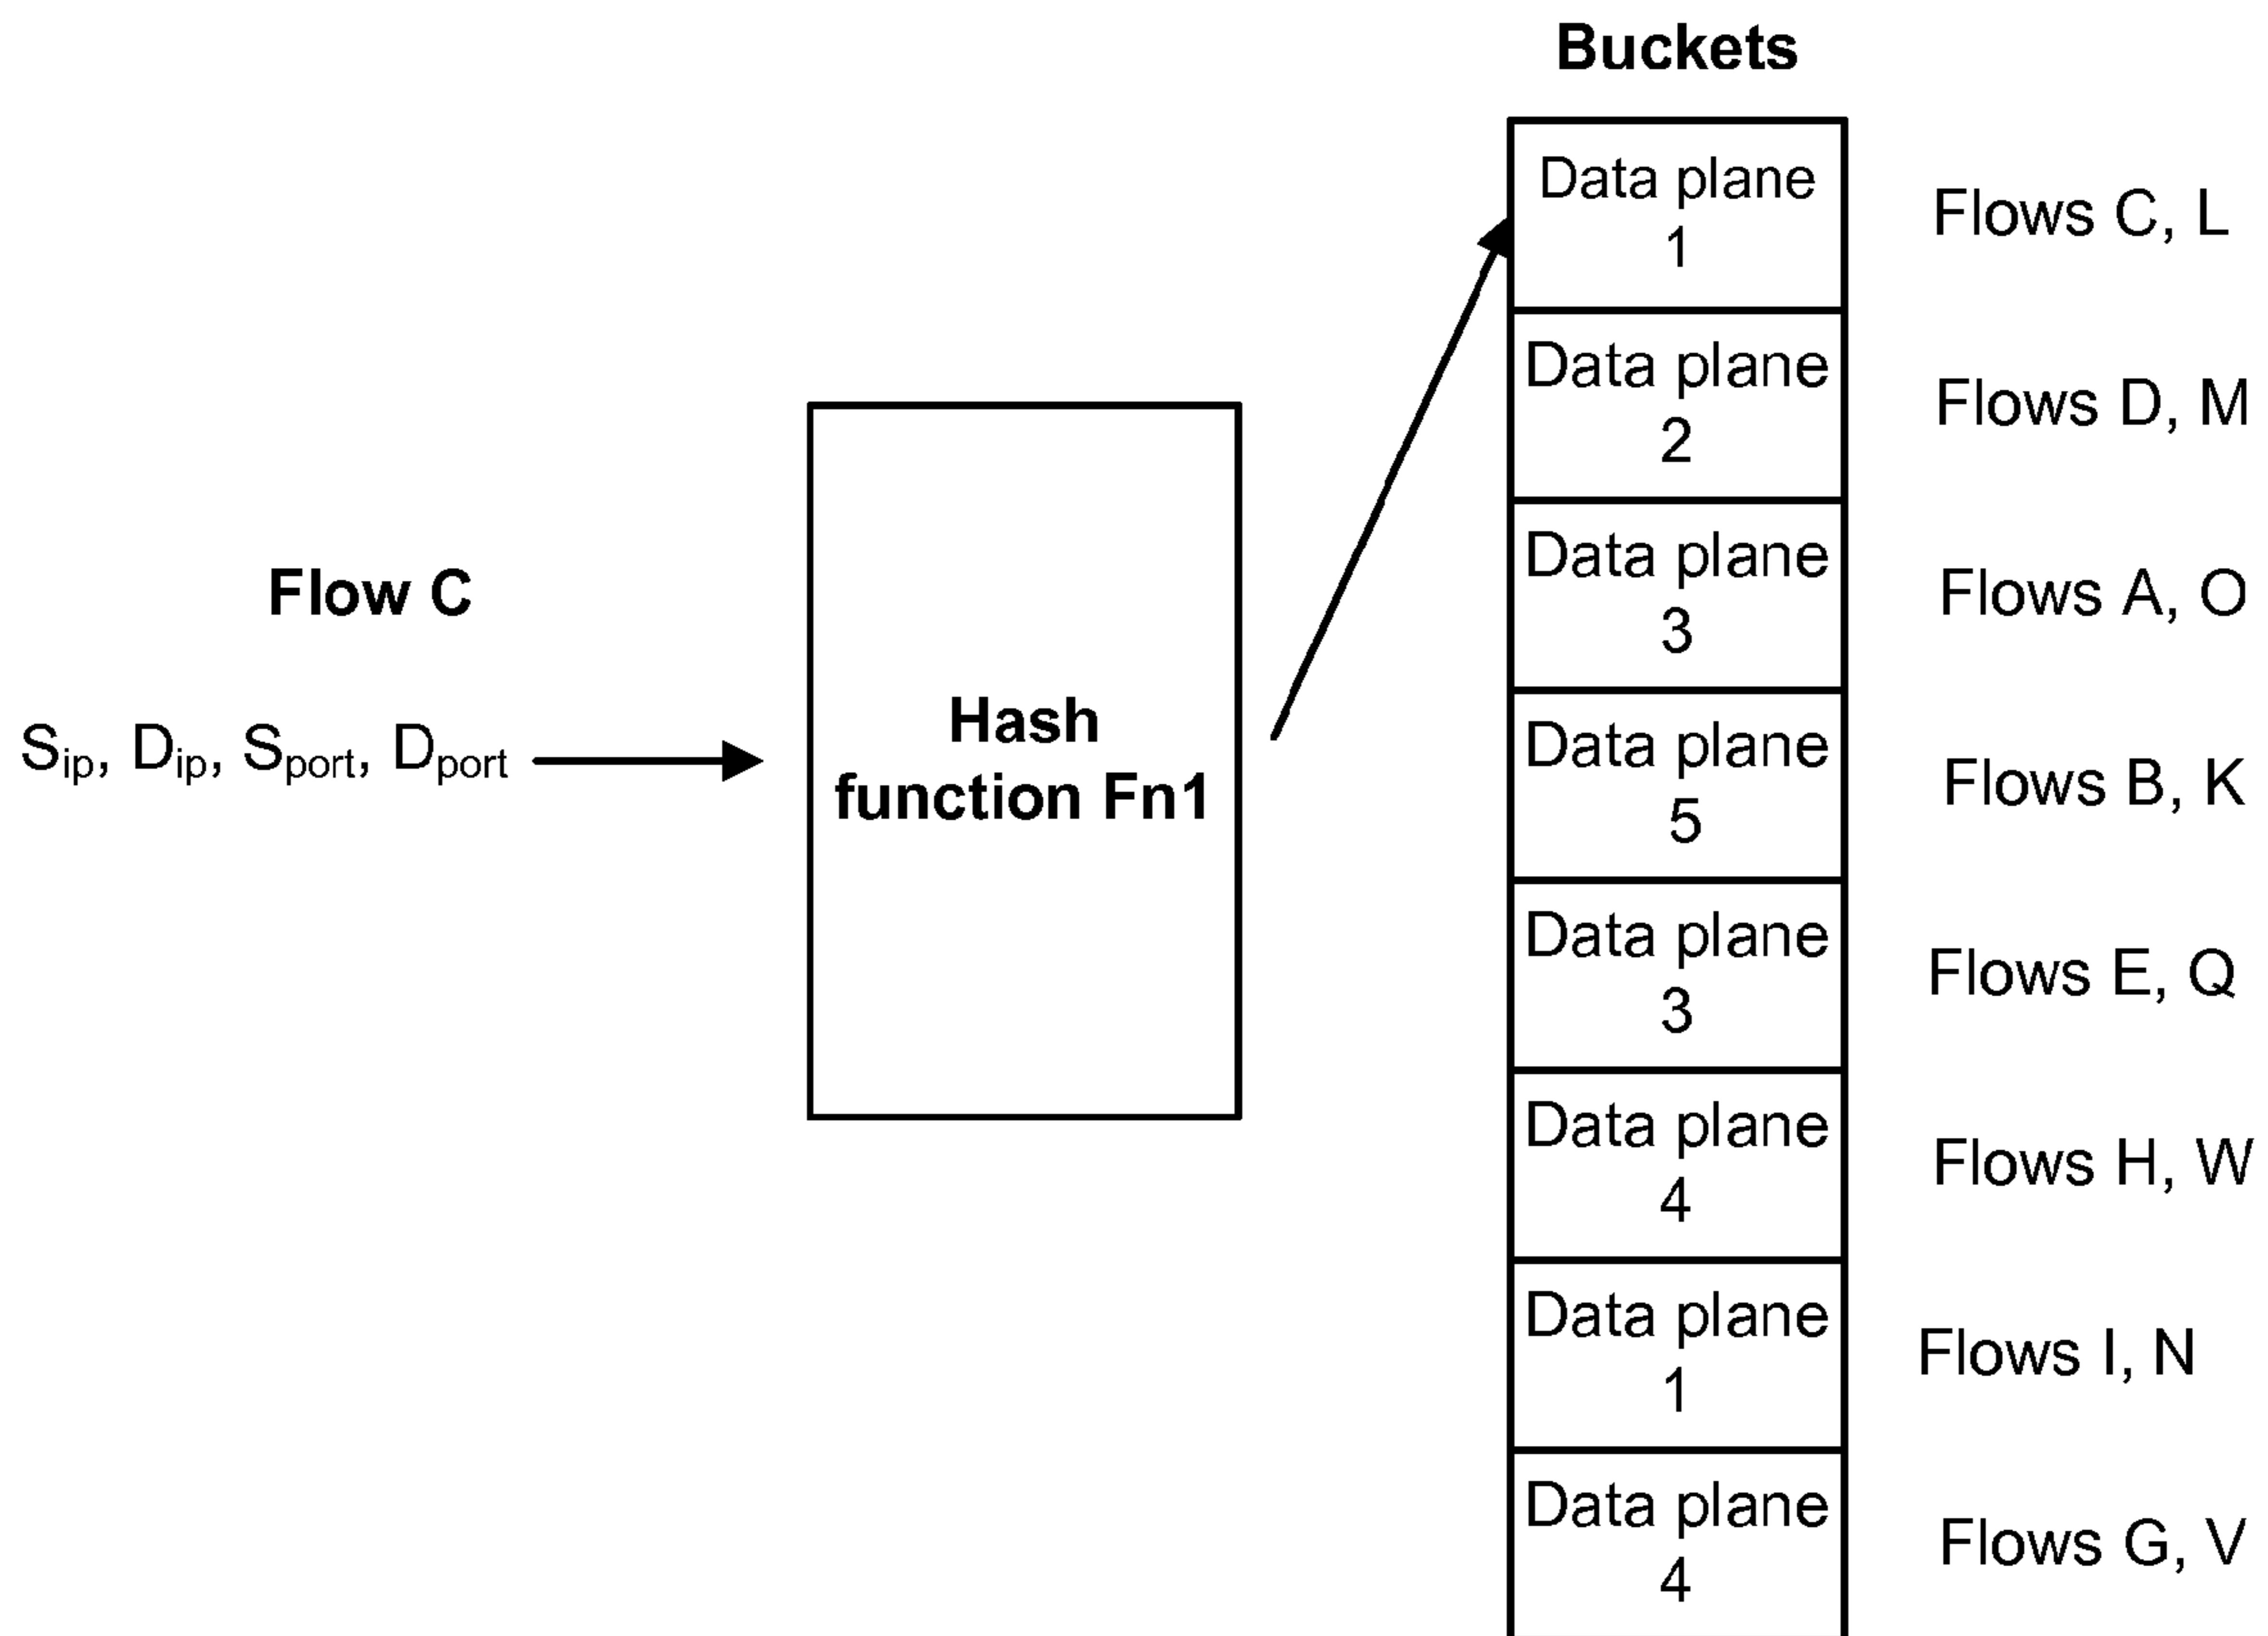 Buckets
Data plane
1
Flows C, L
Data plane
2
Flows D, M
Data plane
3
Flows A, O
Flow C
Sip, Dip, Sport, Dport
Hash
function Fn1
Data plane
5
Flows B, K
Data plane
3
Flows E, Q
Data plane
4
Flows H, W
Data plane
1
Flows I, N
Data plane
4
Flows G, V